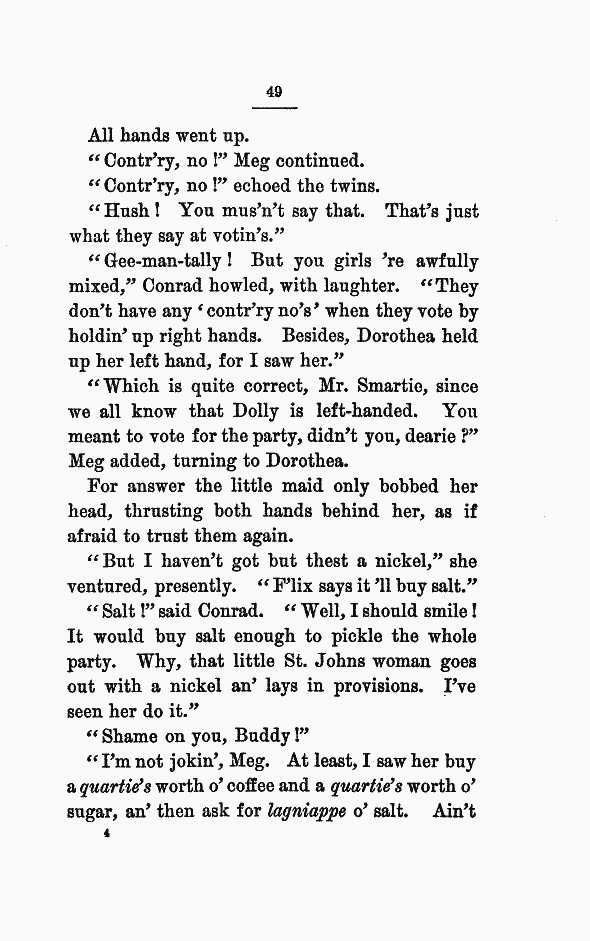 49
All hands went up.
“Contr’ry, no!” Meg continued.
“Contr’ry, no!” echoed the twins.
“Hush! You mus’n’t say that. That’s just
what they say at votin’s.”
“Gee-man-tally! But you girls ’re awfully
mixed,” Conrad howled, with laughter. “They
don’t have any ‘contr’ry no’s’ when they vote by
holdin’ up right hands. Besides, Dorothea held
up her left hand, for I saw her.”
“Which is quite correct, Mr. Smartie, since
we all know that Dolly is left-handed. You
meant to vote for the party, didn’t you, dearie?”
Meg added, turning to Dorothea.
For answer the little maid only bobbed her
head, thrusting both hands behind her, as if
afraid to trust them again.
“But I haven’t got but thest a nickel,” she
ventured, presently. “F’lix says it ’ll buy salt.”
“Salt!” said Conrad. “Well, I should smile!
It would buy salt enough to pickle the whole
party. Why, that little St. Johns woman goes
out with a nickel an’ lays in provisions. I’ve
seen her do it.”
“Shame on you, Buddy!”
“I’m not jokin’, Meg. At least, I saw her buy
a quartie’s worth o’ coffee and a quartie’s worth o’
sugar, an’ then ask for lagniappe o’ salt. Ain’t
4